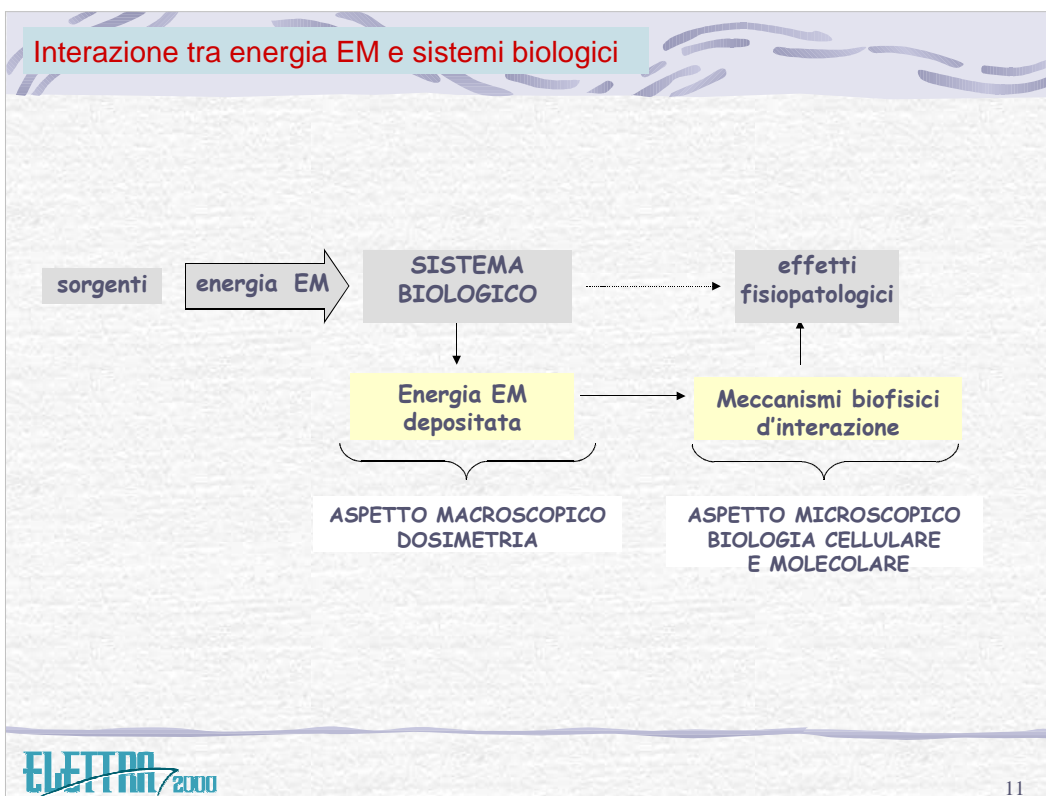 Interazione tra energia EM e sistemi biologici
sorgenti
energia EM
SISTEMA
BIOLOGICO
effetti
fisiopatologici
Energia EM
depositata
Meccanismi biofisici
d'interazione
ASPETTO MACROSCOPICO
DOSIMETRIA
ASPETTO MICROSCOPICO
BIOLOGIA CELLULARE
E MOLECOLARE
ELETTRA 2000
11